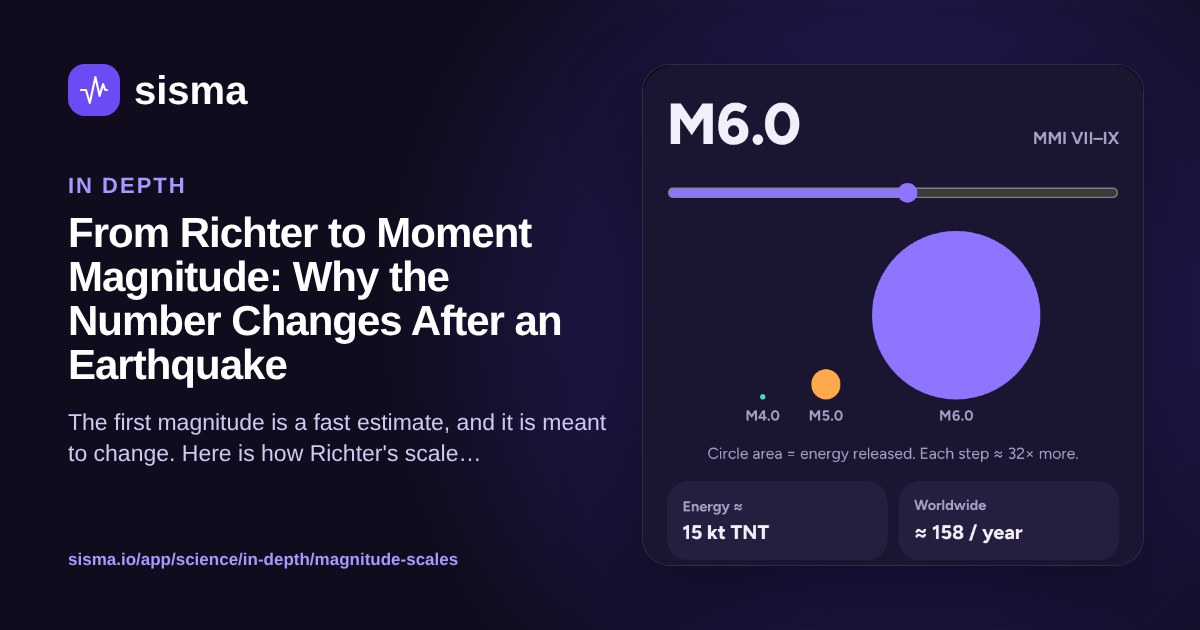 sisma
IN DEPTH
From Richter to Moment
Magnitude: Why the
Number Changes After an
Earthquake
The first magnitude is a fast estimate, and it is meant
to change. Here is how Richter's scale…
sisma.io/app/science/in-depth/magnitude-scales
M6.0
MMI VII–IX
M4.0
M5.0
M6.0
Circle area = energy released. Each step ≈ 32× more.
Energy ≈
15 kt TNT
Worldwide
≈ 158 / year